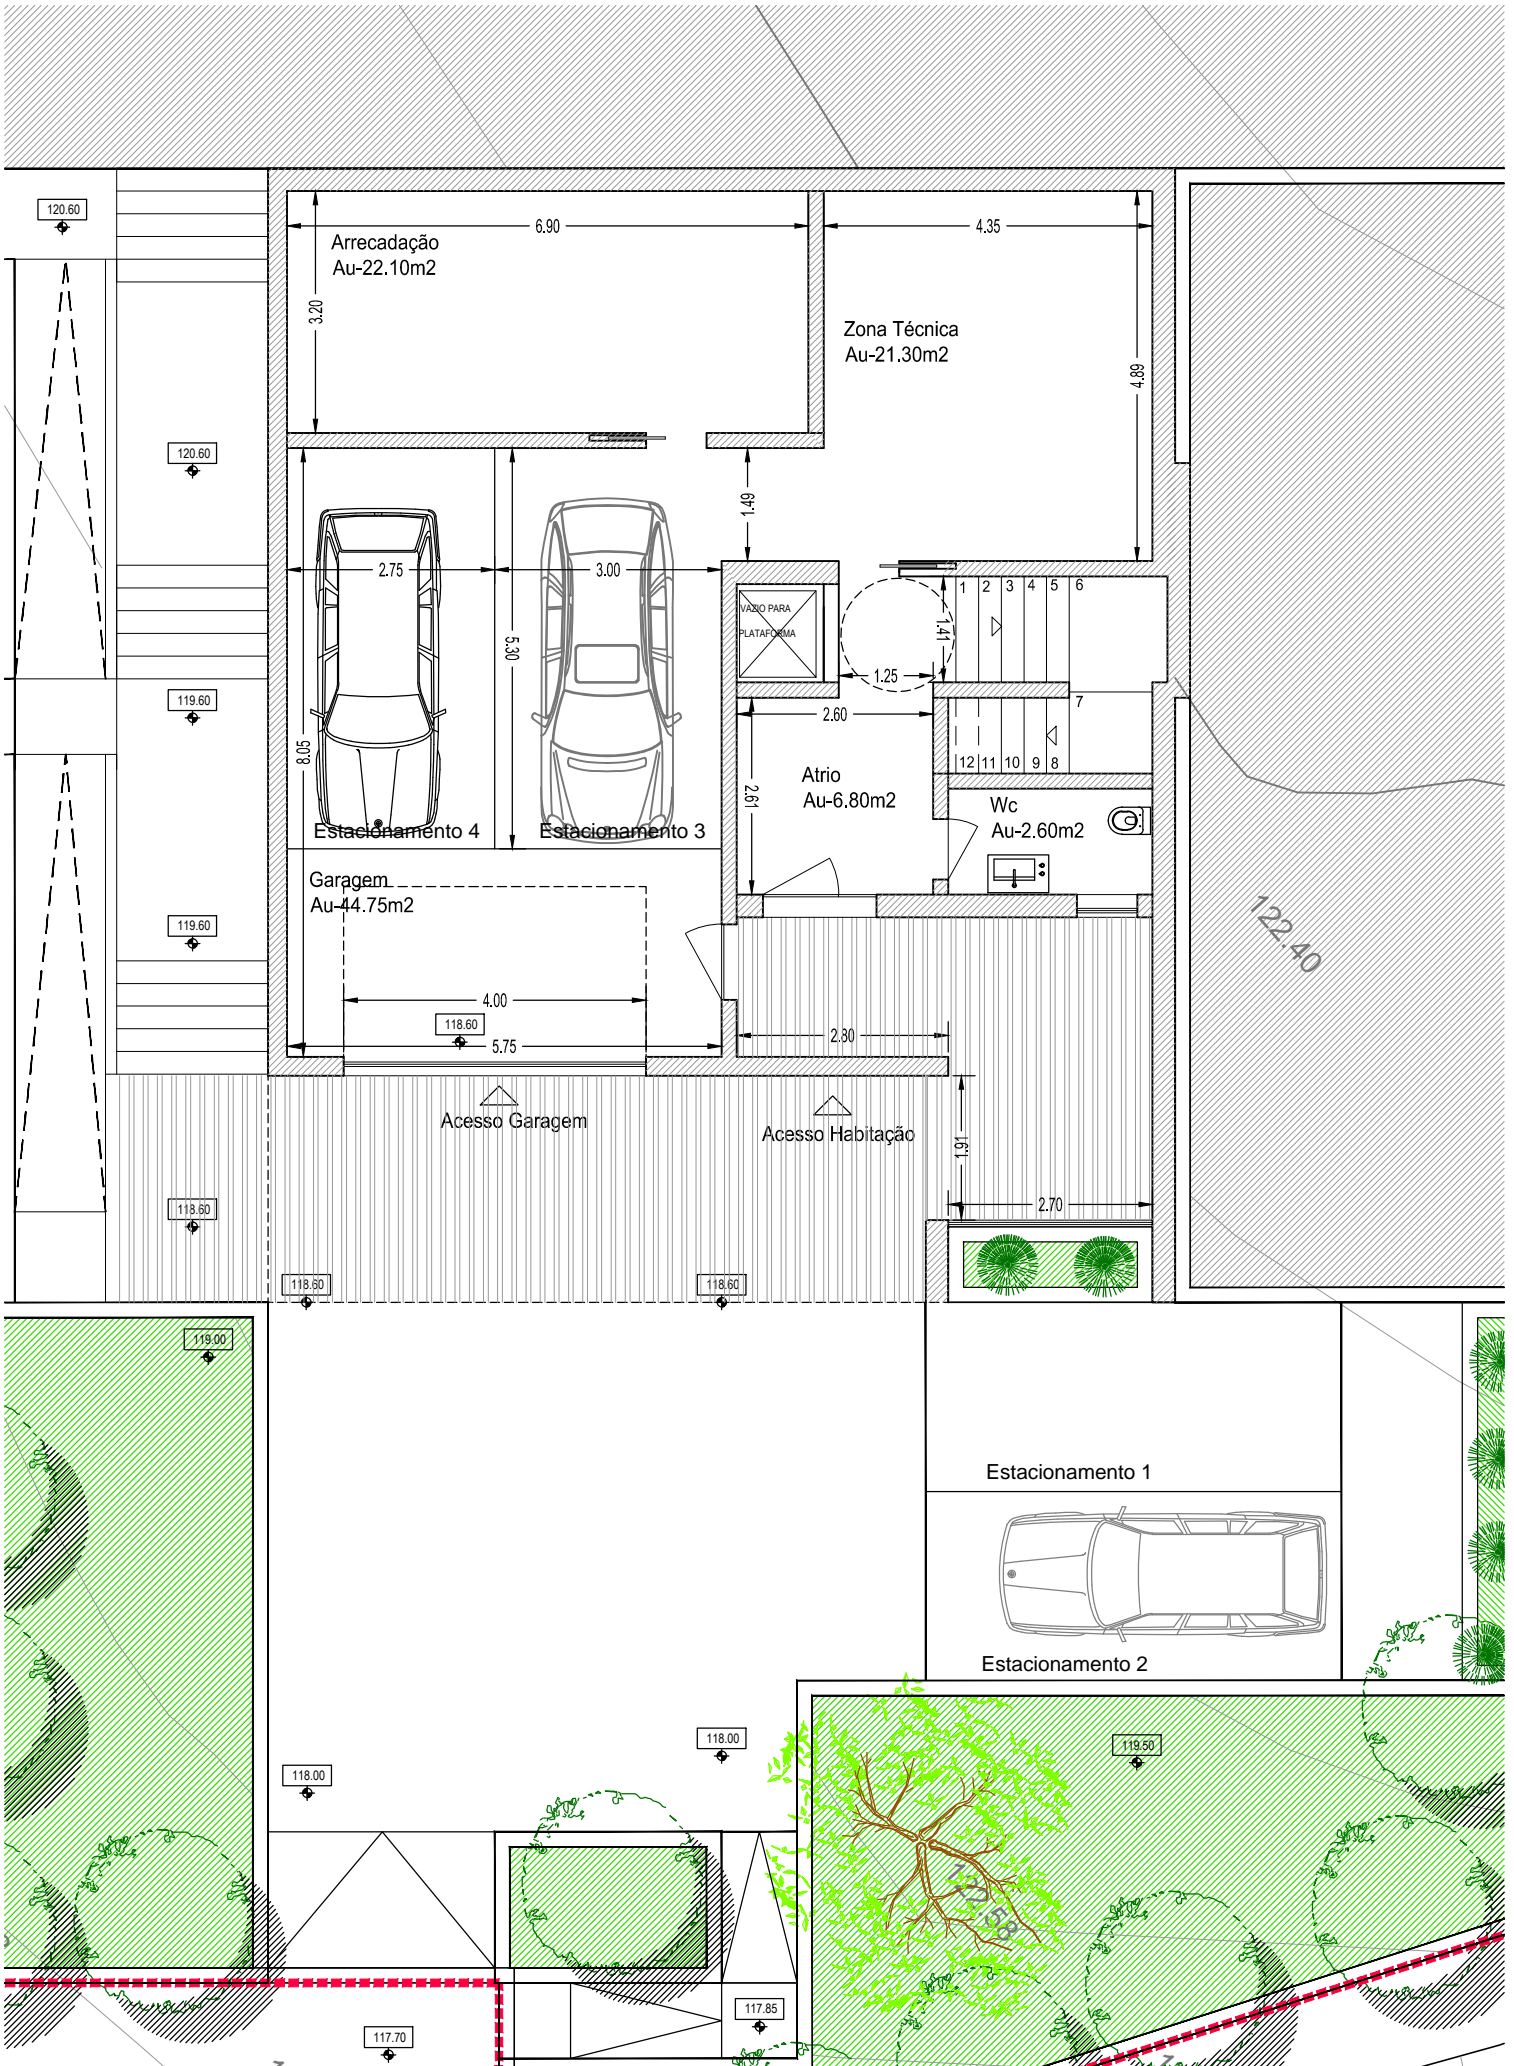 120.60
6.90
4.35
Arrecadação
Au-22.10m2
3.20
Zona Técnica
Au-21.30m2
4.89
120.60
1.49
2.75
3.00
5.30
VAZIO PARA
PLATAFORMA
1 2 3 4 5 6
1.41
1.25
119.60
2.60
7
8.05
2.61
12 11 10 9 8
Atrio
Au-6.80m2
Wc
Au-2.60m2
Estacionamento 4
Estacionamento 3
Garagem
Au-44.75m2
119.60
122.40
4.00
118.60
5.75
2.80
Acesso Garagem
Acesso Habitação
1.91
118.60
2.70
118.60
118.60
119.00
Estacionamento 1
Estacionamento 2
118.00
119.50
118.00
117.85
117.70